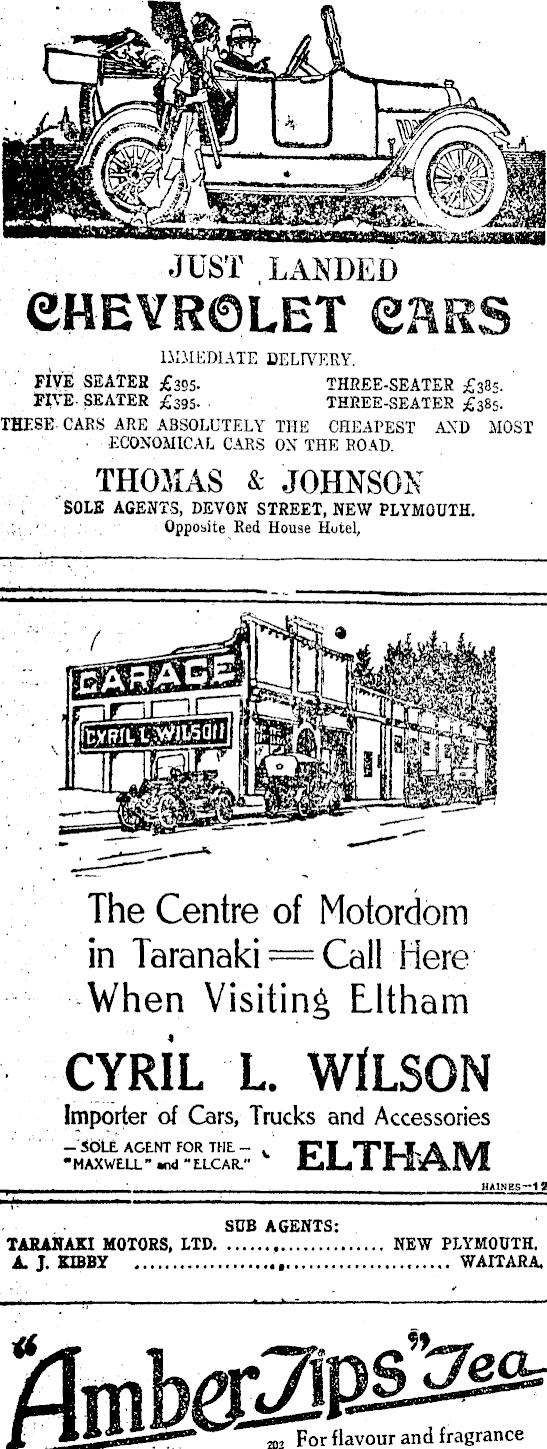 JUST LANDED
CHEVROLET CARS
IMMEDIATE DELIVERY.
FIVE SEATER £395. THREE-SEATER £385.
FIVE SEATER £395. THREE-SEATER £385.
THESE CARS ARE ABSOLUTELY THE CHEAPEST AND MOST
ECONOMICAL CARS ON THE ROAD.
THOMAS & JOHNSON
SOLE AGENTS, DEVON STREET, NEW PLYMOUTH.
Opposite Red House Hotel,
GARAGE
CYRIL L. WILSON
The Centre of Motordom
in Taranaki = Call Here
When Visiting Eltham
CYRIL L. WILSON
Importer of Cars, Trucks and Accessories
— SOLE AGENT FOR THE —
"MAXWELL" and "ELCAR."
ELTHAM
HAINES—12
SUB AGENTS:
TARANAKI MOTORS, LTD. .................... NEW PLYMOUTH.
A. J. KIBBY ........................................ WAITARA.
"Amber Tips" Tea
202 For flavour and fragrance